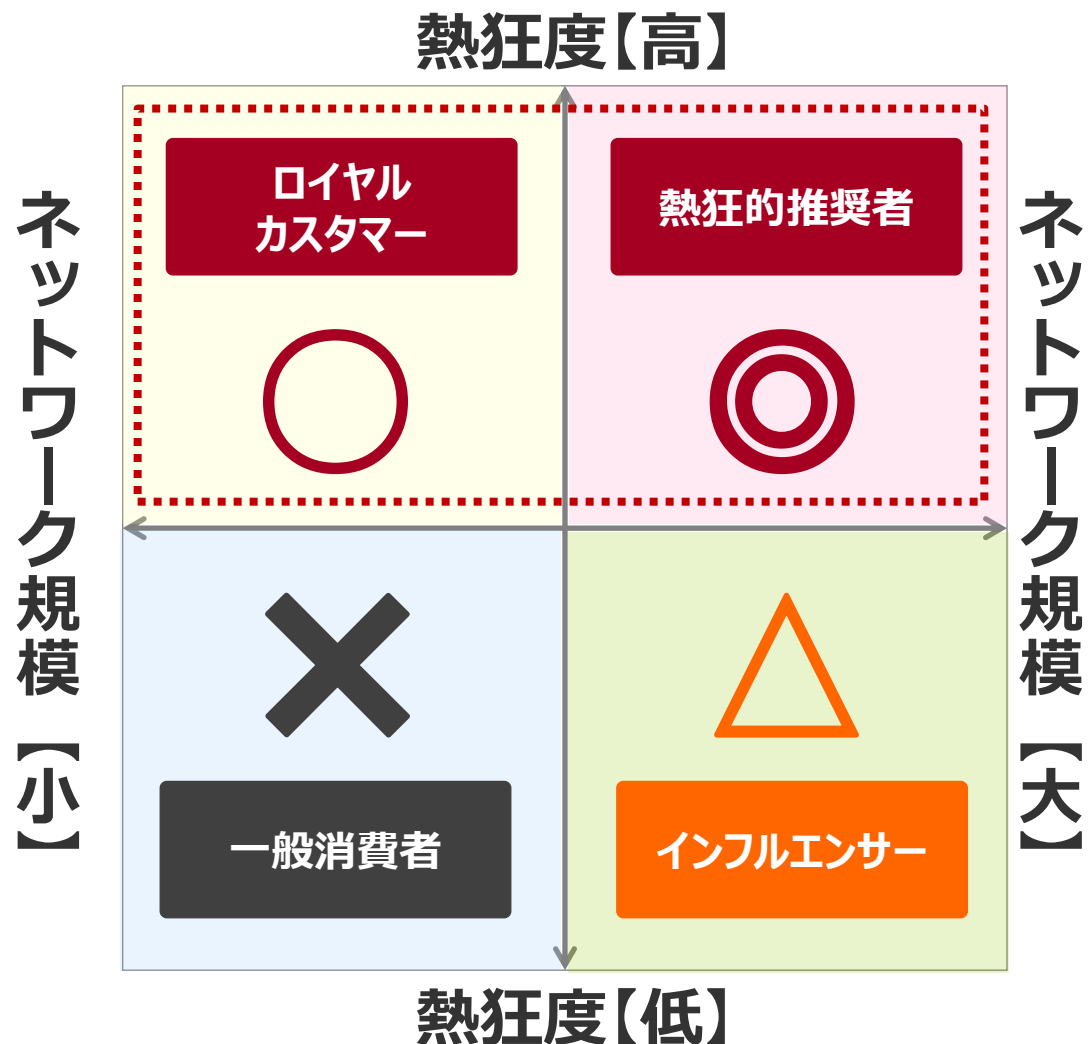 熱狂度【高】
ネットワーク規模【小】
ネットワーク規模【大】
ロイヤル
カスタマー
熱狂的推奨者
一般消費者
インフルエンサー
熱狂度【低】